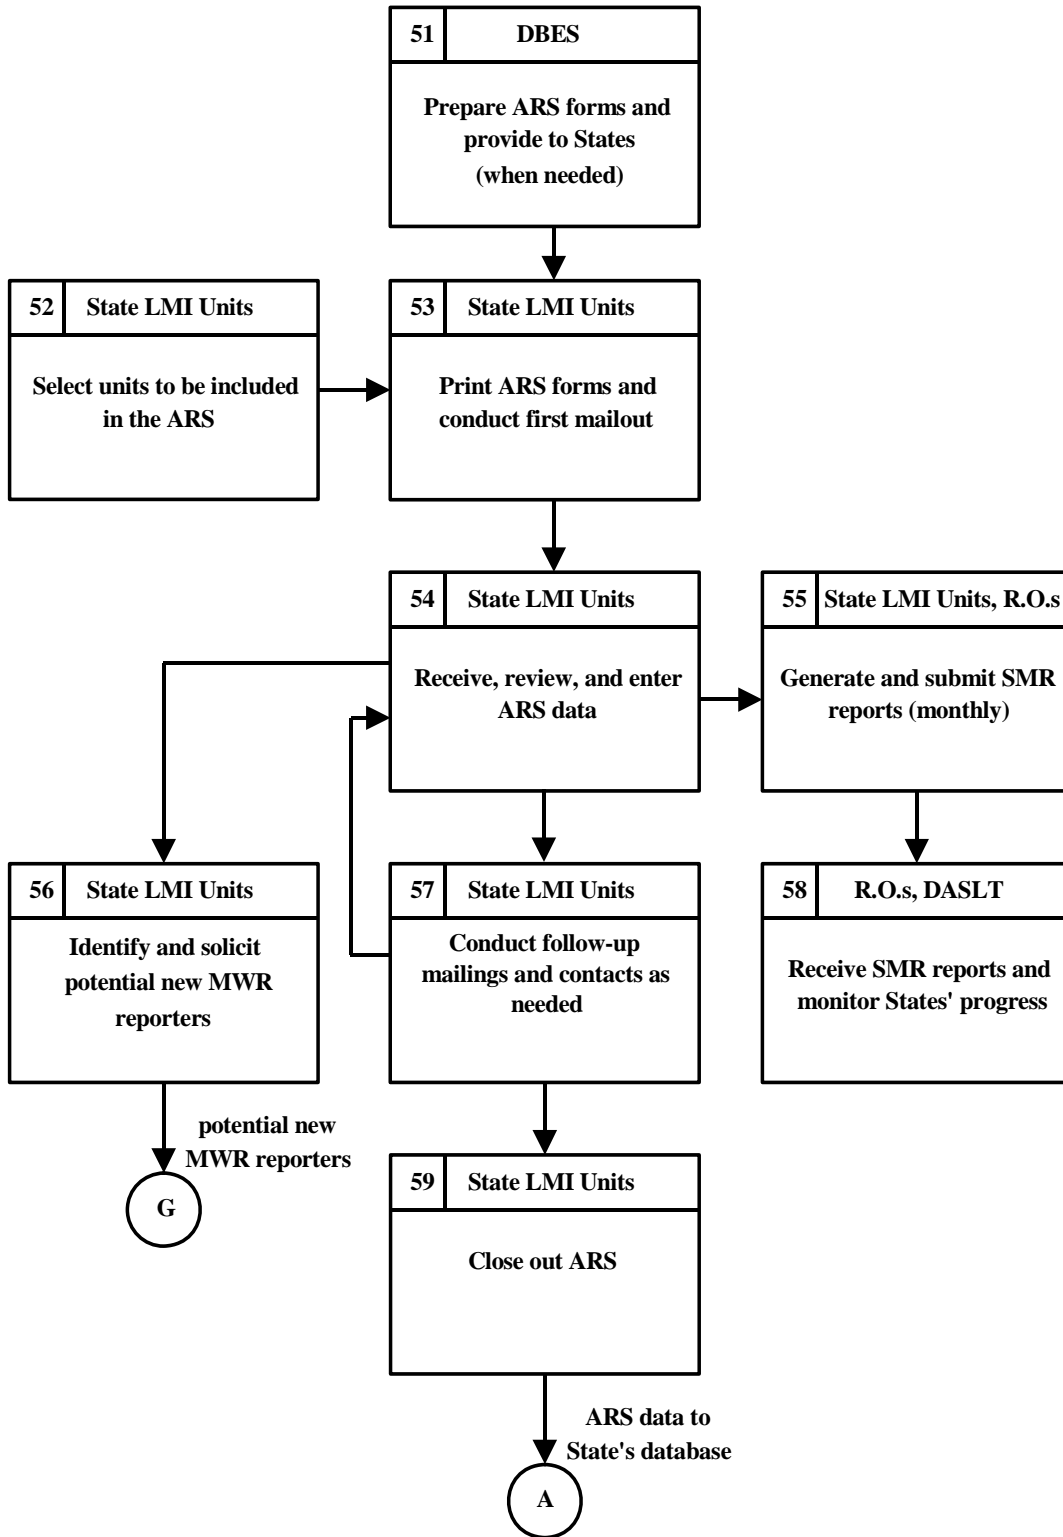 51 DBES
Prepare ARS forms and
provide to States
(when needed)
52 State LMI Units
Select units to be included
in the ARS
53 State LMI Units
Print ARS forms and
conduct first mailout
54 State LMI Units
Receive, review, and enter
ARS data
55 State LMI Units, R.O.s
Generate and submit SMR
reports (monthly)
56 State LMI Units
Identify and solicit
potential new MWR
reporters
57 State LMI Units
Conduct follow-up
mailings and contacts as
needed
58 R.O.s, DASLT
Receive SMR reports and
monitor States' progress
potential new
MWR reporters
G
59 State LMI Units
Close out ARS
ARS data to
State's database
A